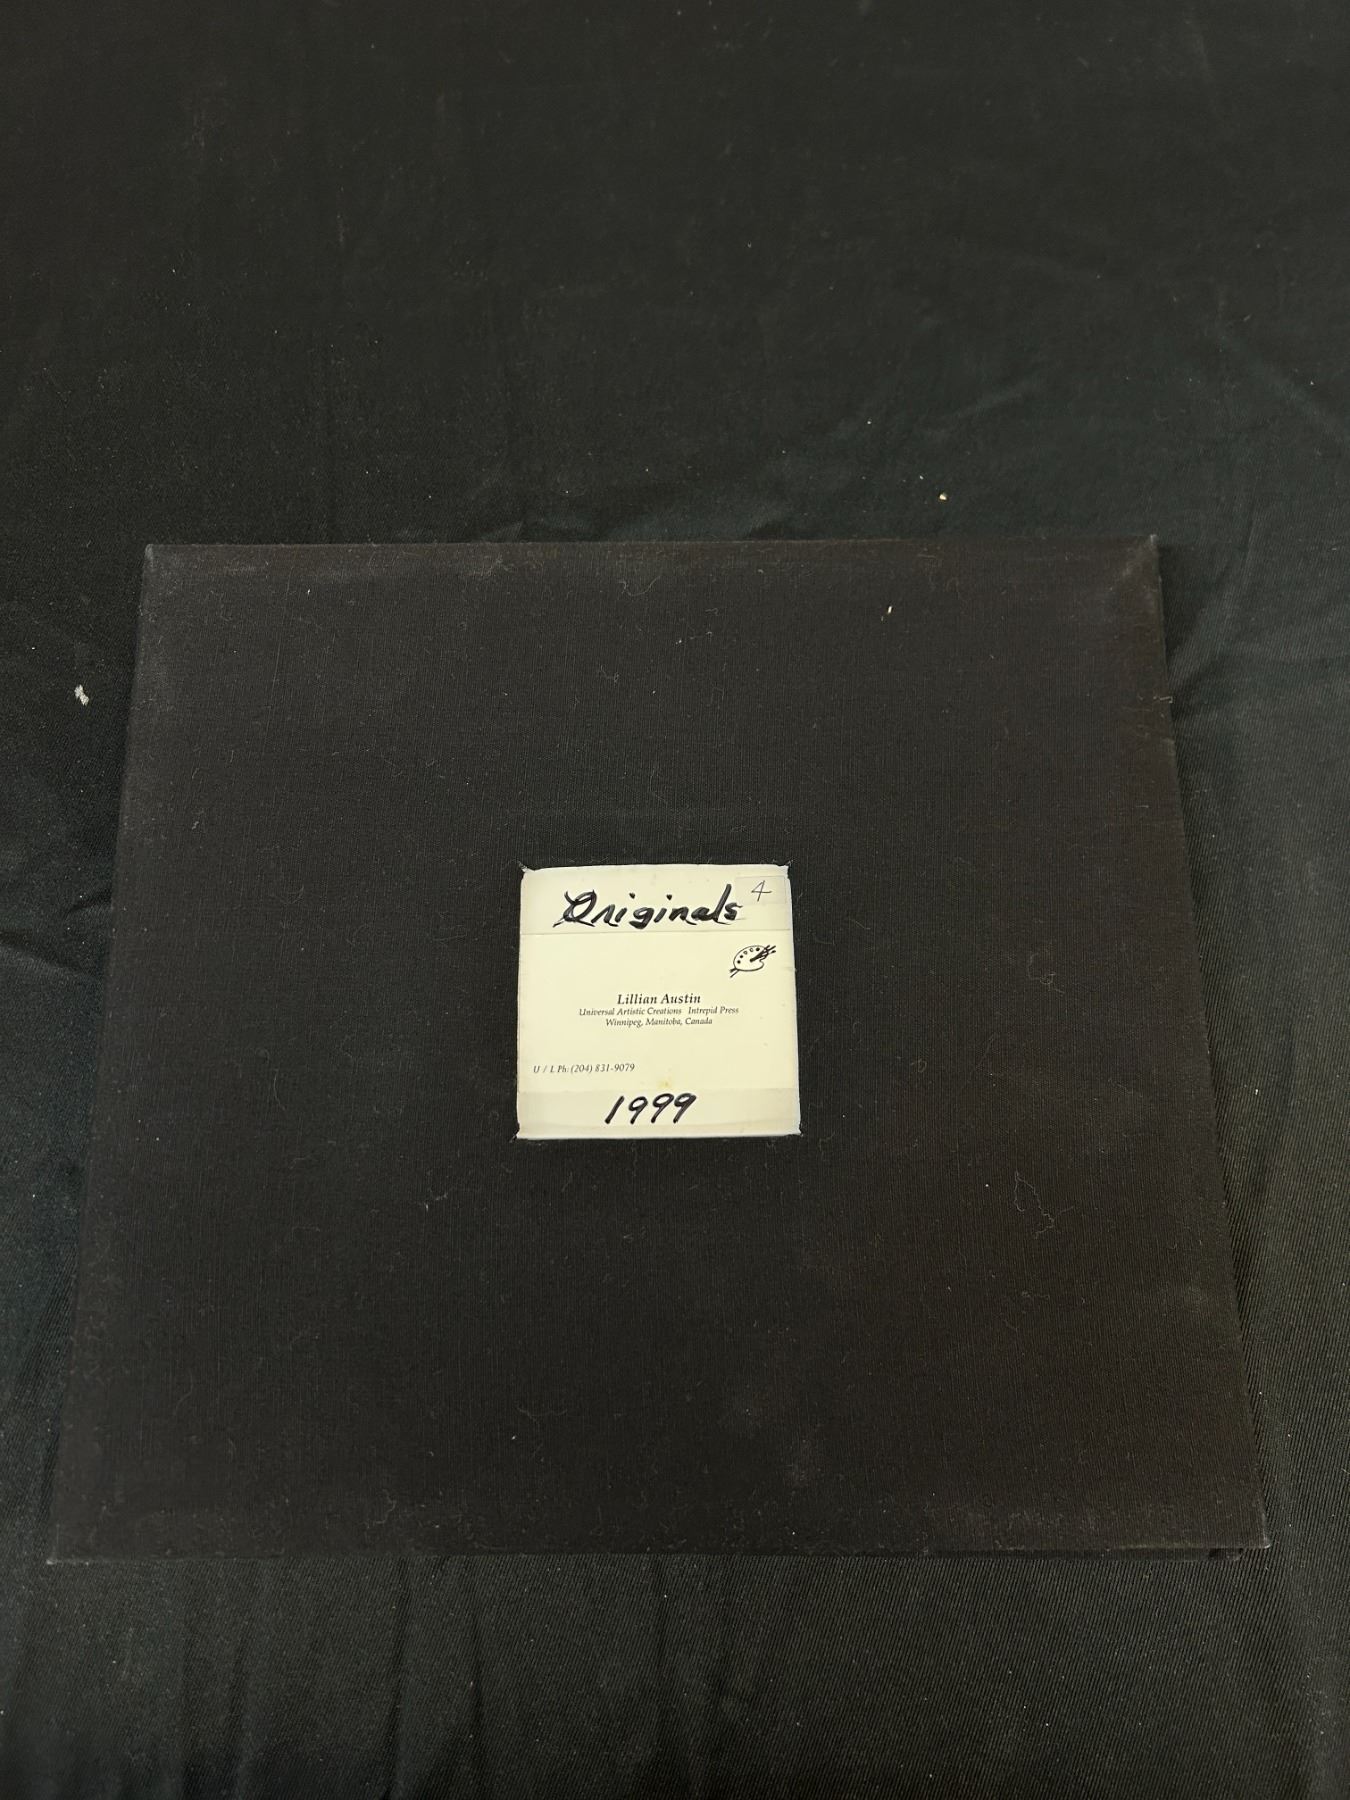 Originals 4
Lillian Austin
Universal Artistic Creations Intrepid Press
Winnipeg, Manitoba, Canada
U / L Ph: (204) 831-9079
1999